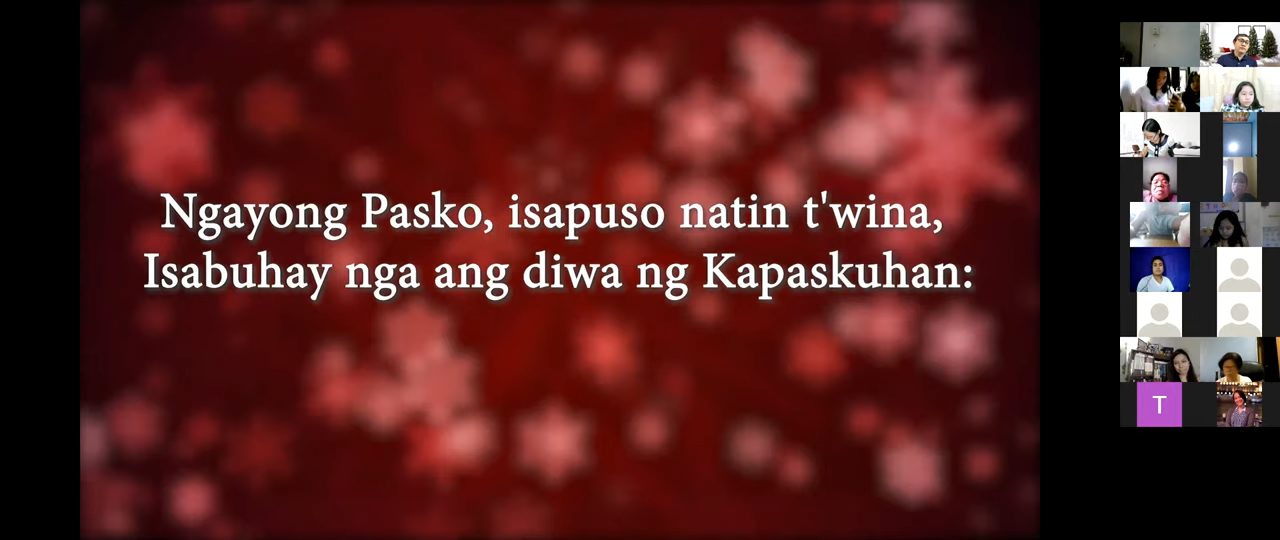 Ngayong Pasko, isapuso natin t'wina,
Isabuhay nga ang diwa ng Kapaskuhan:
T